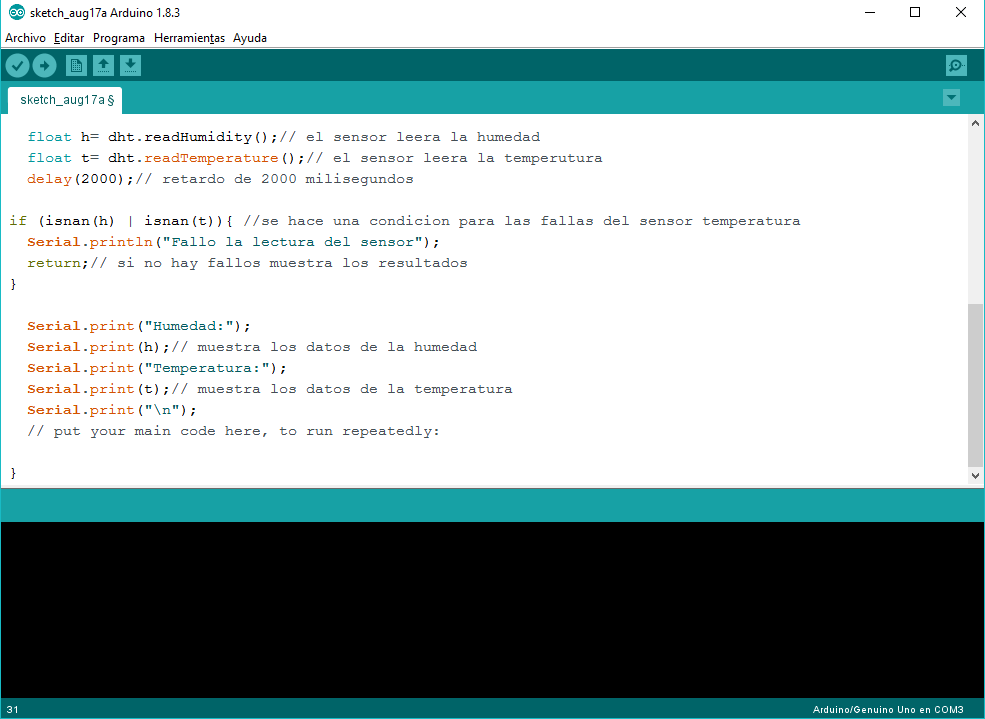 sketch_aug17a Arduino 1.8.3
Archivo Editar Programa Herramientas Ayuda
sketch_aug17a §
float h= dht.readHumidity();// el sensor leera la humedad
float t= dht.readTemperature();// el sensor leera la temperutura
delay(2000);// retardo de 2000 milisegundos
if (isnan(h) | isnan(t)){ //se hace una condicion para las fallas del sensor temperatura
Serial.println("Fallo la lectura del sensor");
return;// si no hay fallos muestra los resultados
}
Serial.print("Humedad:");
Serial.print(h);// muestra los datos de la humedad
Serial.print("Temperatura:");
Serial.print(t);// muestra los datos de la temperatura
Serial.print("\n");
// put your main code here, to run repeatedly:
}
31 Arduino/Genuino Uno en COM3